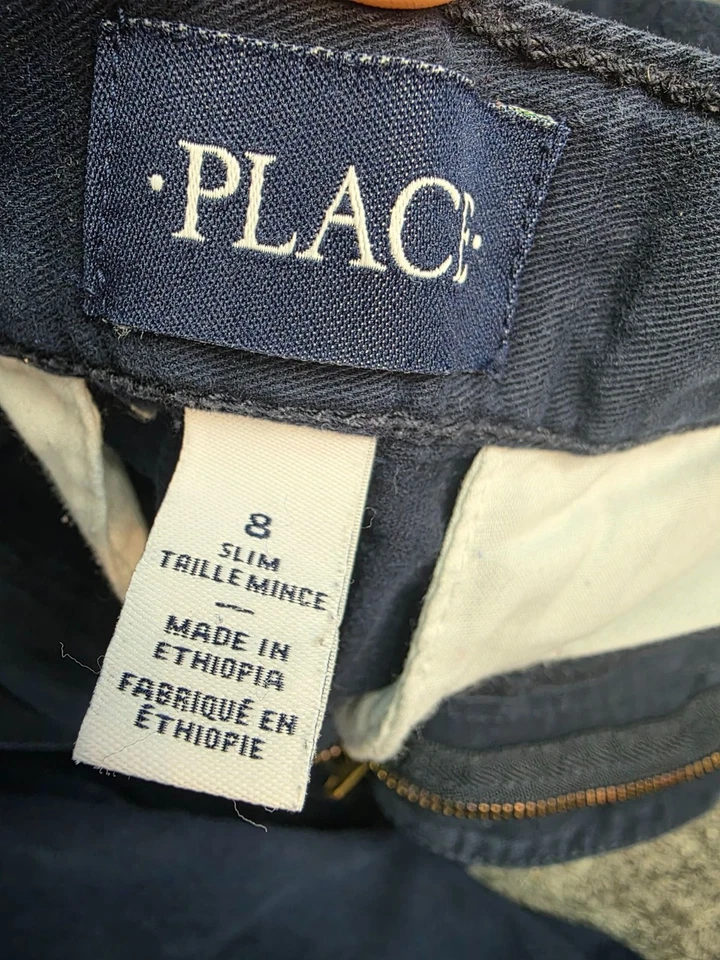 ·PLACE·
8
SLIM
TAILLE MINCE
—
MADE IN
ETHIOPIA
FABRIQUÉ EN
ÉTHIOPIE